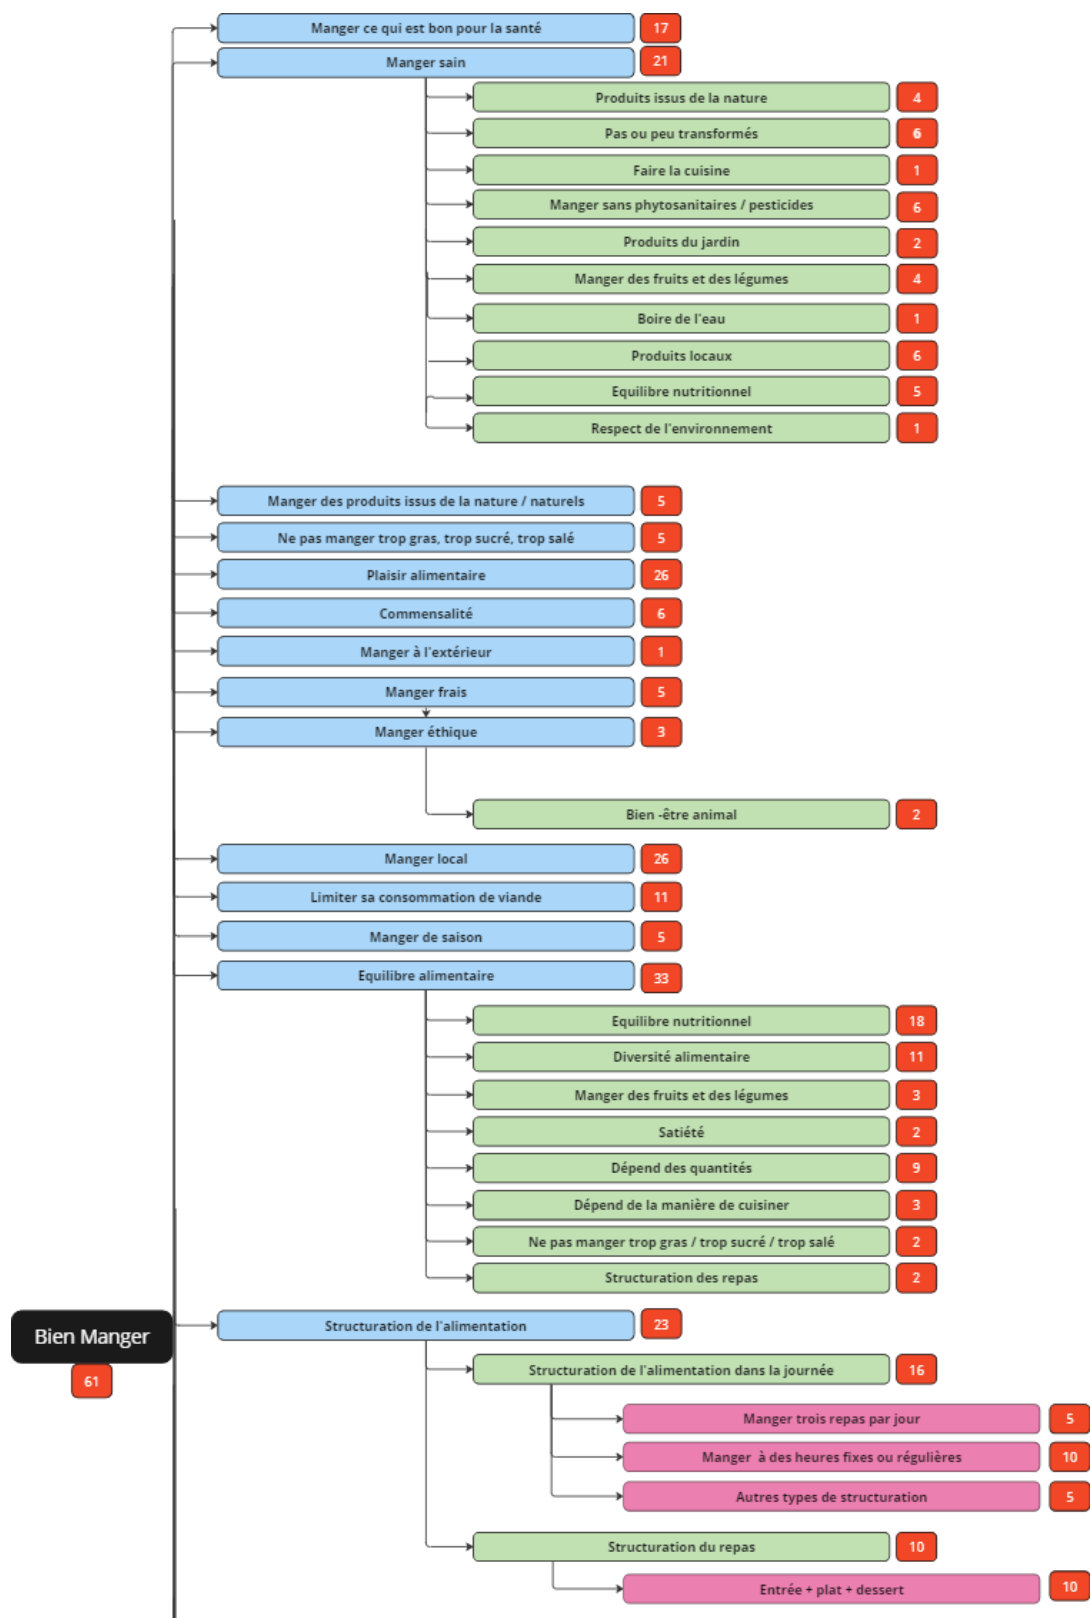 Manger ce qui est bon pour la santé 17
Manger sain 21
Produits issus de la nature 4
Pas ou peu transformés 6
Faire la cuisine 1
Manger sans phytosanitaires / pesticides 6
Produits du jardin 2
Manger des fruits et des légumes 4
Boire de l'eau 1
Produits locaux 6
Equilibre nutritionnel 5
Respect de l'environnement 1
Manger des produits issus de la nature / naturels 5
Ne pas manger trop gras, trop sucré, trop salé 5
Plaisir alimentaire 26
Commensalité 6
Manger à l'extérieur 1
Manger frais 5
Manger éthique 3
Bien -être animal 2
Manger local 26
Limiter sa consommation de viande 11
Manger de saison 5
Equilibre alimentaire 33
Equilibre nutritionnel 18
Diversité alimentaire 11
Manger des fruits et des légumes 3
Satiété 2
Dépend des quantités 9
Dépend de la manière de cuisiner 3
Ne pas manger trop gras / trop sucré / trop salé 2
Structuration des repas 2
Bien Manger
61
Structuration de l'alimentation 23
Structuration de l'alimentation dans la journée 16
Manger trois repas par jour 5
Manger à des heures fixes ou régulières 10
Autres types de structuration 5
Structuration du repas 10
Entrée + plat + dessert 10